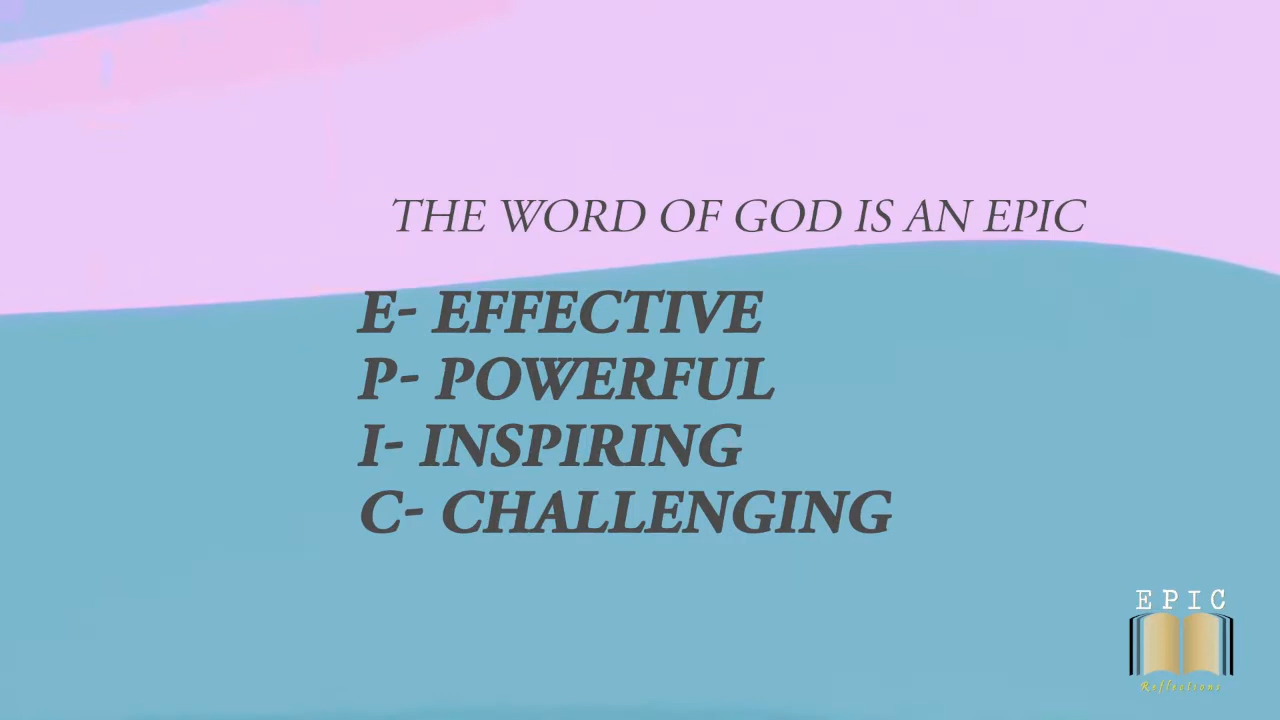 THE WORD OF GOD IS AN EPIC
E- EFFECTIVE
P- POWERFUL
I- INSPIRING
C- CHALLENGING
EPIC
Reflections